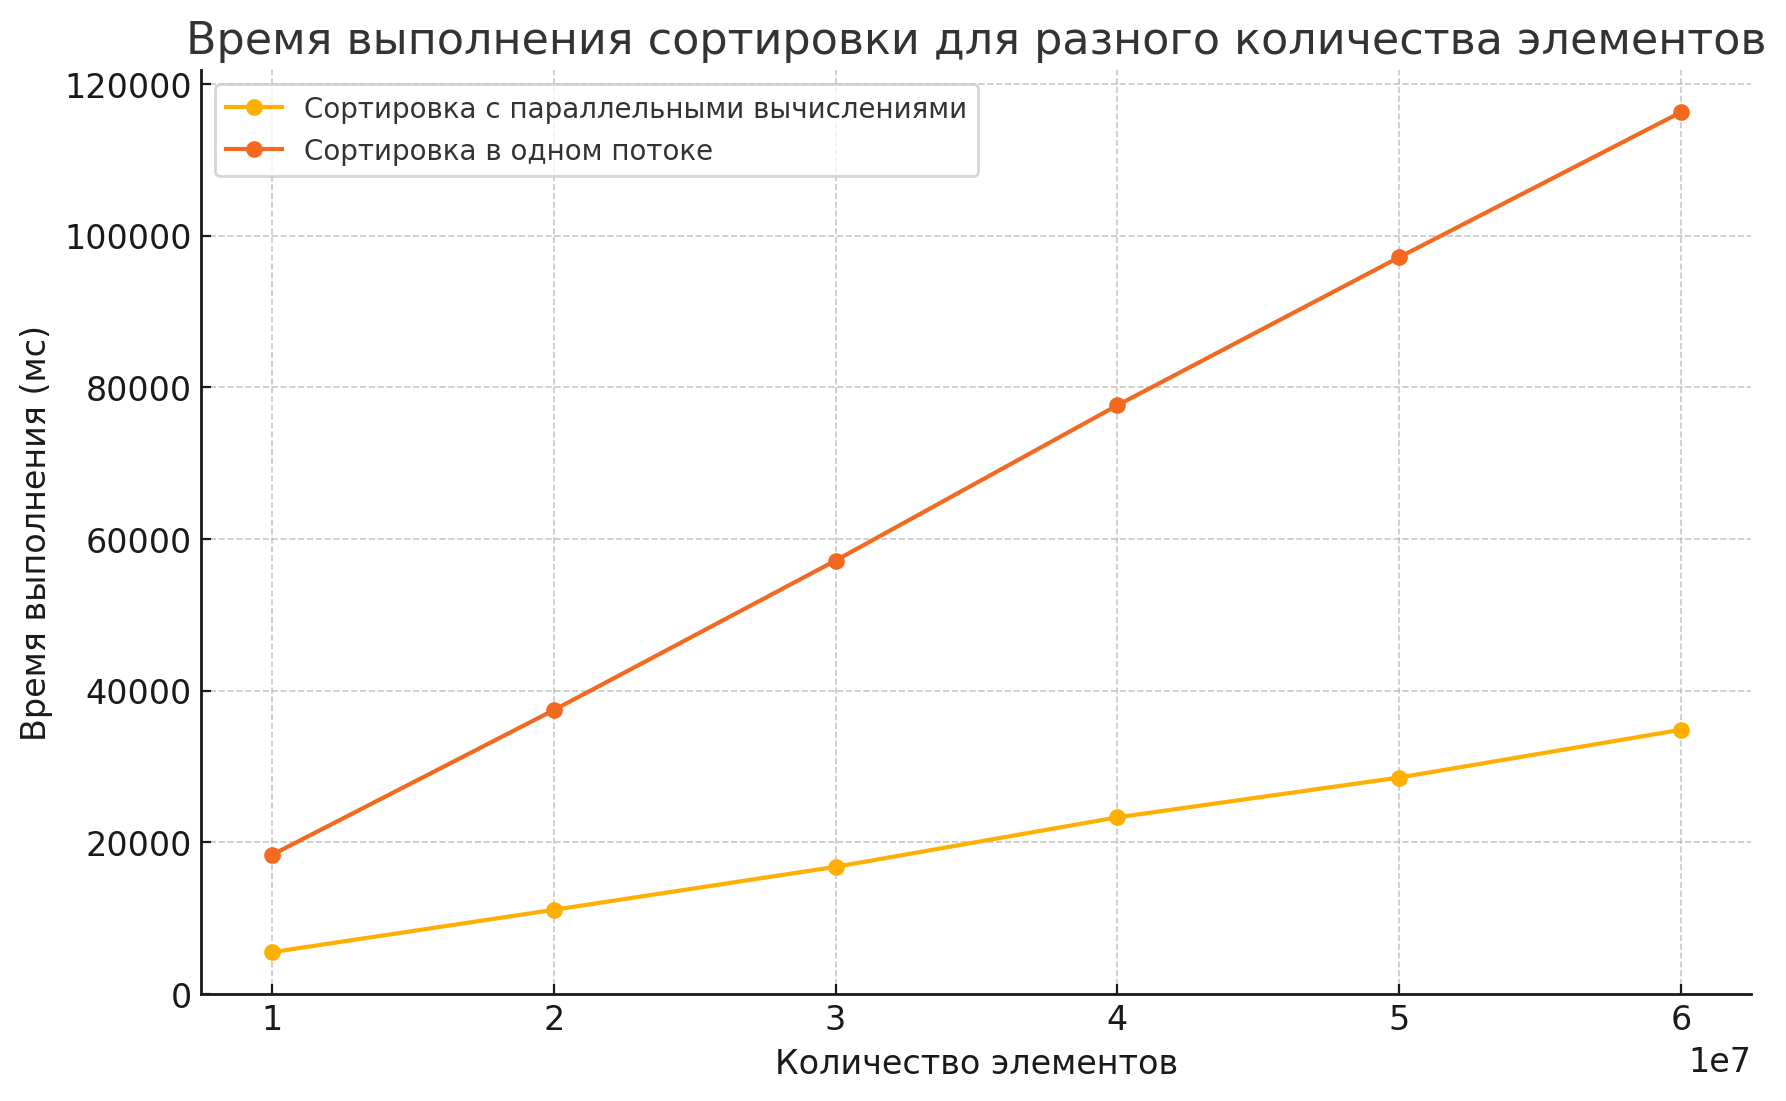 Время выполнения сортировки для разного количества элементов
Сортировка с параллельными вычислениями
Сортировка в одном потоке
Время выполнения (мс)
120000
100000
80000
60000
40000
20000
0
1 2 3 4 5 6
1e7
Количество элементов